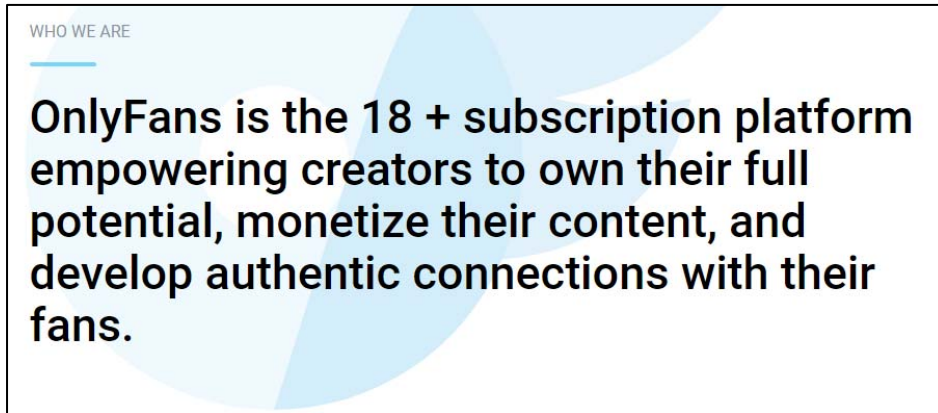 WHO WE ARE
OnlyFans is the 18 + subscription platform
empowering creators to own their full
potential, monetize their content, and
develop authentic connections with their
fans.